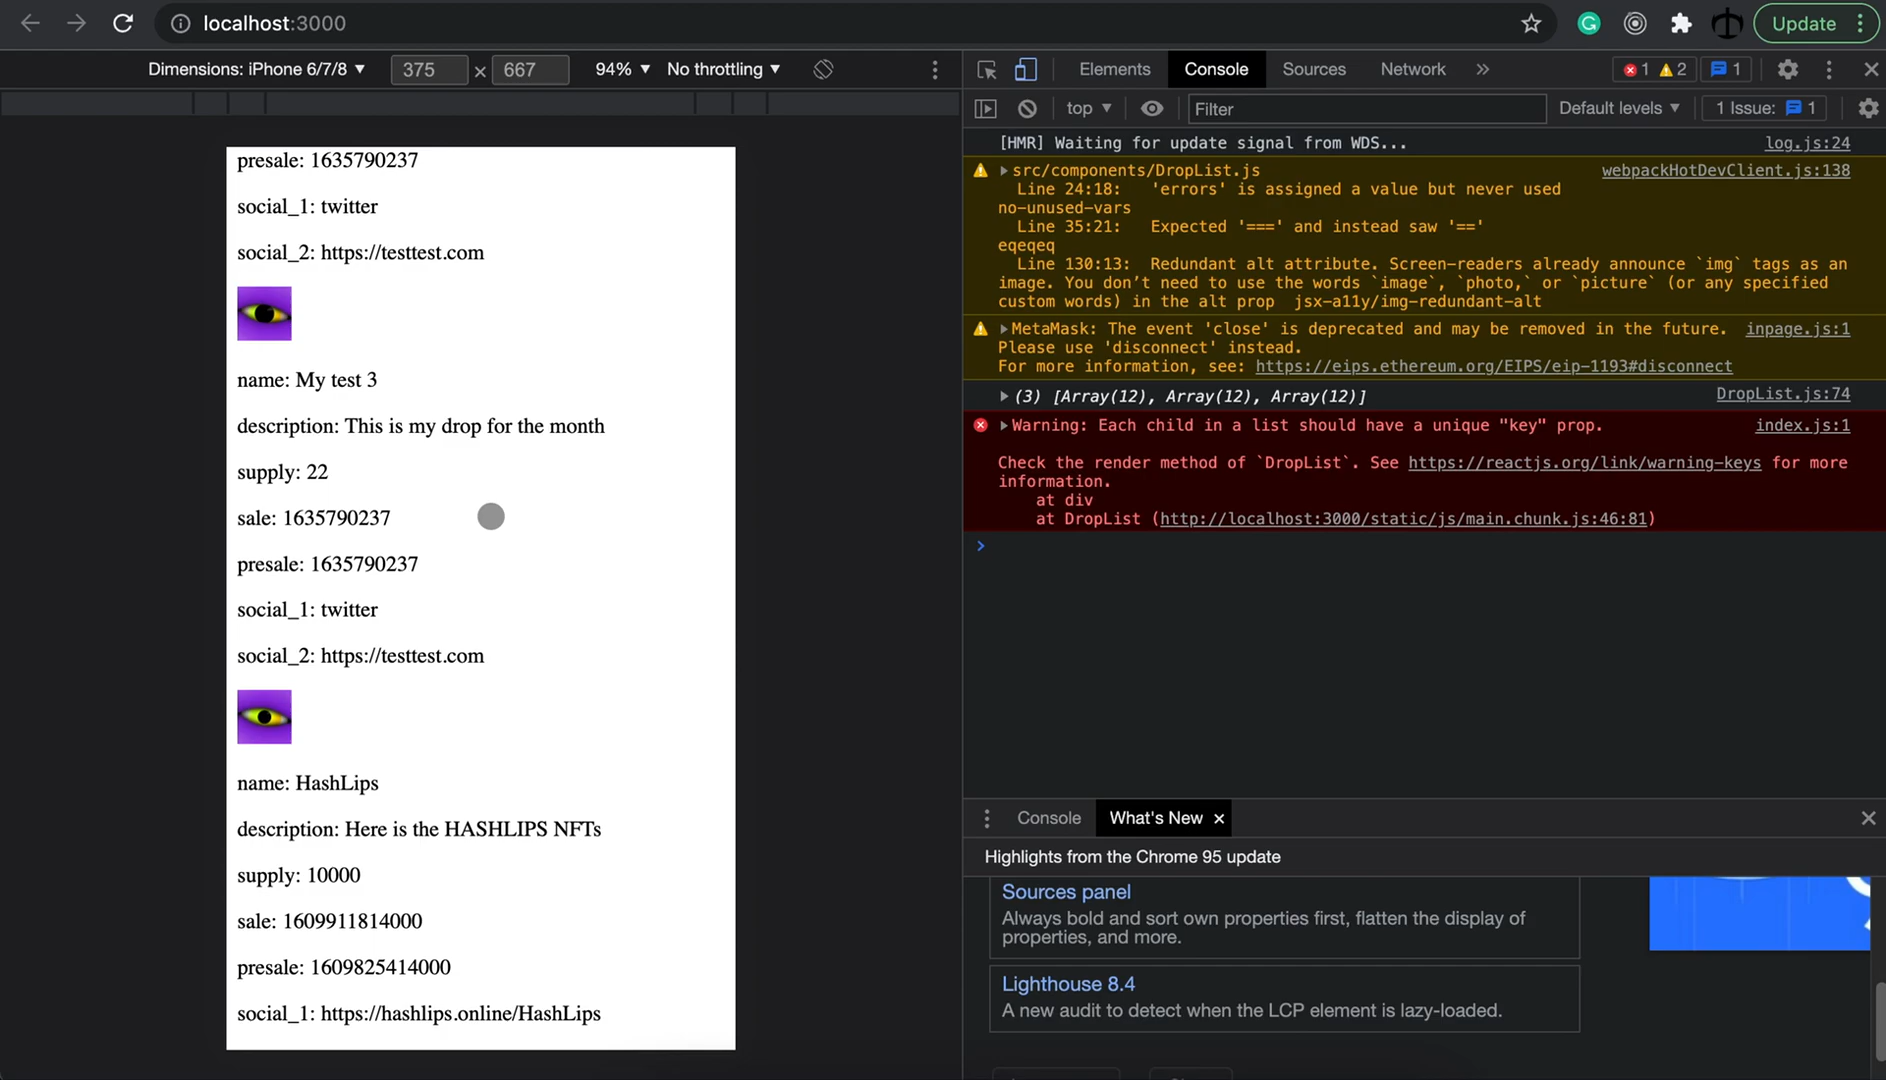 localhost:3000
Update
Dimensions: iPhone 6/7/8 ▼ 375 × 667 94% ▼ No throttling ▼
Elements Console Sources Network » 1 2 1
top ▼ Filter Default levels ▼ 1 Issue: 1
presale: 1635790237
social_1: twitter
social_2: https://testtest.com
name: My test 3
description: This is my drop for the month
supply: 22
sale: 1635790237
presale: 1635790237
social_1: twitter
social_2: https://testtest.com
name: HashLips
description: Here is the HASHLIPS NFTs
supply: 10000
sale: 1609911814000
presale: 1609825414000
social_1: https://hashlips.online/HashLips
[HMR] Waiting for update signal from WDS... log.js:24
src/components/DropList.js webpackHotDevClient.js:138
Line 24:18: 'errors' is assigned a value but never used
no-unused-vars
Line 35:21: Expected '===' and instead saw '=='
eqeqeq
Line 130:13: Redundant alt attribute. Screen-readers already announce `img` tags as an
image. You don’t need to use the words `image`, `photo,` or `picture` (or any specified
custom words) in the alt prop jsx-a11y/img-redundant-alt
MetaMask: The event 'close' is deprecated and may be removed in the future. inpage.js:1
Please use 'disconnect' instead.
For more information, see: https://eips.ethereum.org/EIPS/eip-1193#disconnect
(3) [Array(12), Array(12), Array(12)] DropList.js:74
Warning: Each child in a list should have a unique "key" prop. index.js:1
Check the render method of `DropList`. See https://reactjs.org/link/warning-keys for more
information.
at div
at DropList (http://localhost:3000/static/js/main.chunk.js:46:81)
Console What's New ×
Highlights from the Chrome 95 update
Sources panel
Always bold and sort own properties first, flatten the display of
properties, and more.
Lighthouse 8.4
A new audit to detect when the LCP element is lazy-loaded.